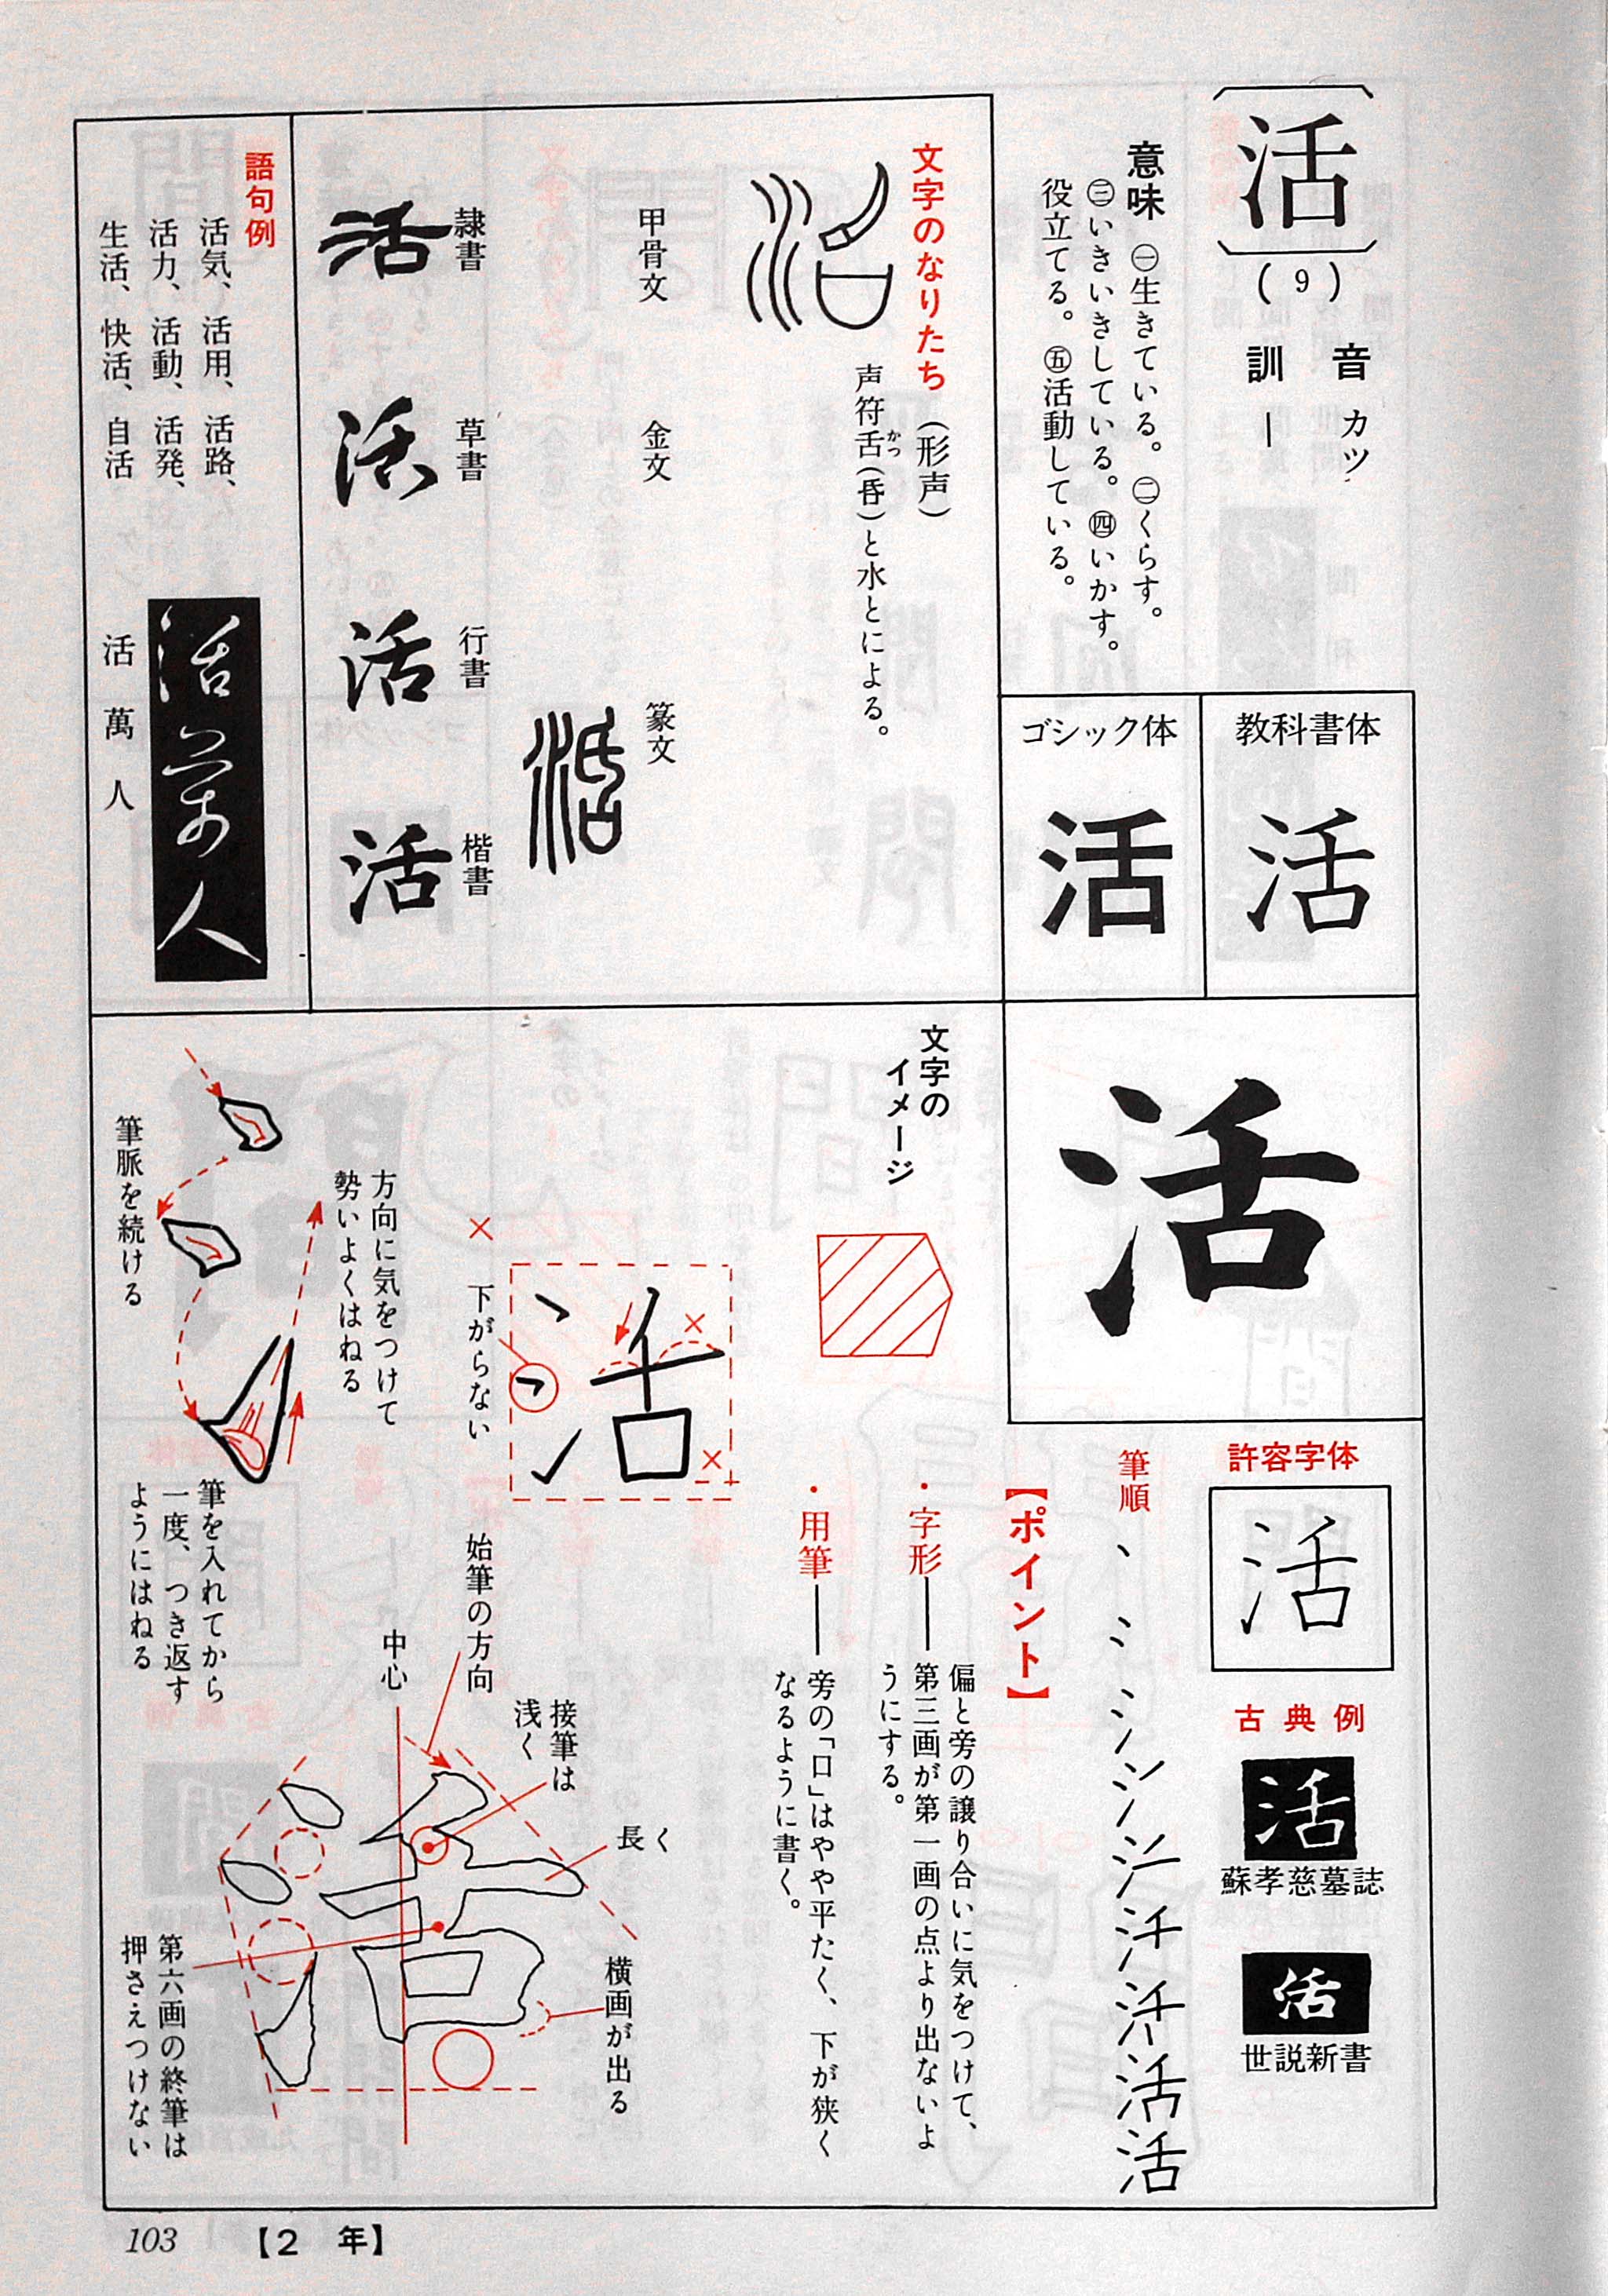 活
(9)
音 カツ
訓 ―
意味 ㊀生きている。㊁くらす。
㊂いきいきしている。㊃いかす。
役立てる。㊄活動している。
教科書体
活
ゴシック体
活
文字のなりたち(形声)
声符舌(𠯑)と水とによる。
かつ
甲骨文
金文
篆文
隷書
活
草書
活
行書
活
楷書
活
語句例
活気、活用、活路、
活力、活動、活発、
生活、快活、自活
活萬人
活萬人
活
許容字体
活
古典例
活
蘇孝慈墓誌
活
世説新書
筆順
活
【ポイント】
・字形――偏と旁の譲り合いに気をつけて、
第三画が第一画の点より出ないよ
うにする。
・用筆――旁の「口」はやや平たく、下が狭く
なるように書く。
文字の
イメージ
活
× 下がらない
方向に気をつけて
勢いよくはねる
筆脈を続ける
筆を入れてから
一度、つき返す
ようにはねる
始筆の方向
中心
接筆は
浅く
長く
横画が出る
第六画の終筆は
押さえつけない
103 【2年】